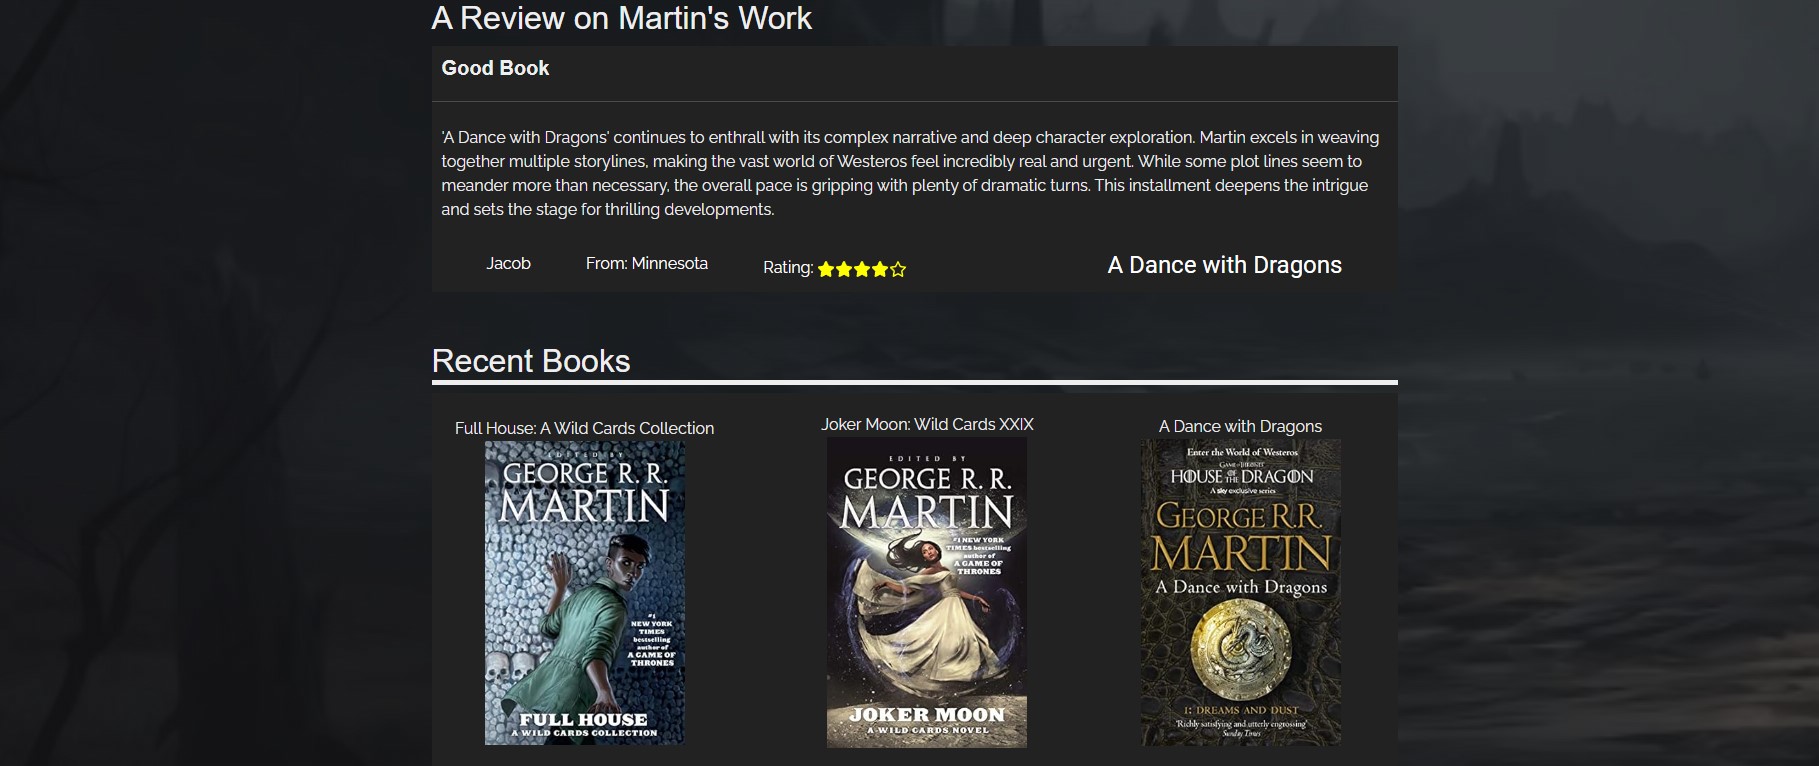 A Review on Martin's Work
Good Book
'A Dance with Dragons' continues to enthrall with its complex narrative and deep character exploration. Martin excels in weaving
together multiple storylines, making the vast world of Westeros feel incredibly real and urgent. While some plot lines seem to
meander more than necessary, the overall pace is gripping with plenty of dramatic turns. This installment deepens the intrigue
and sets the stage for thrilling developments.
Jacob From: Minnesota Rating: A Dance with Dragons
Recent Books
Full House: A Wild Cards Collection
EDITED BY
GEORGE R. R.
MARTIN
#1
NEW YORK
TIMES
bestselling
author of
A GAME OF
THRONES
FULL HOUSE
A WILD CARDS COLLECTION
Joker Moon: Wild Cards XXIX
EDITED BY
GEORGE R. R.
MARTIN
#1 NEW YORK
TIMES bestselling
author of
A GAME OF
THRONES
JOKER MOON
A WILD CARDS NOVEL
A Dance with Dragons
Enter the World of Westeros
GAME OF THRONES
HOUSE OF THE DRAGON
A sky exclusive series
GEORGE R.R.
MARTIN
A Dance with Dragons
1: DREAMS AND DUST
'Richly satisfying and utterly engrossing'
Sunday Times